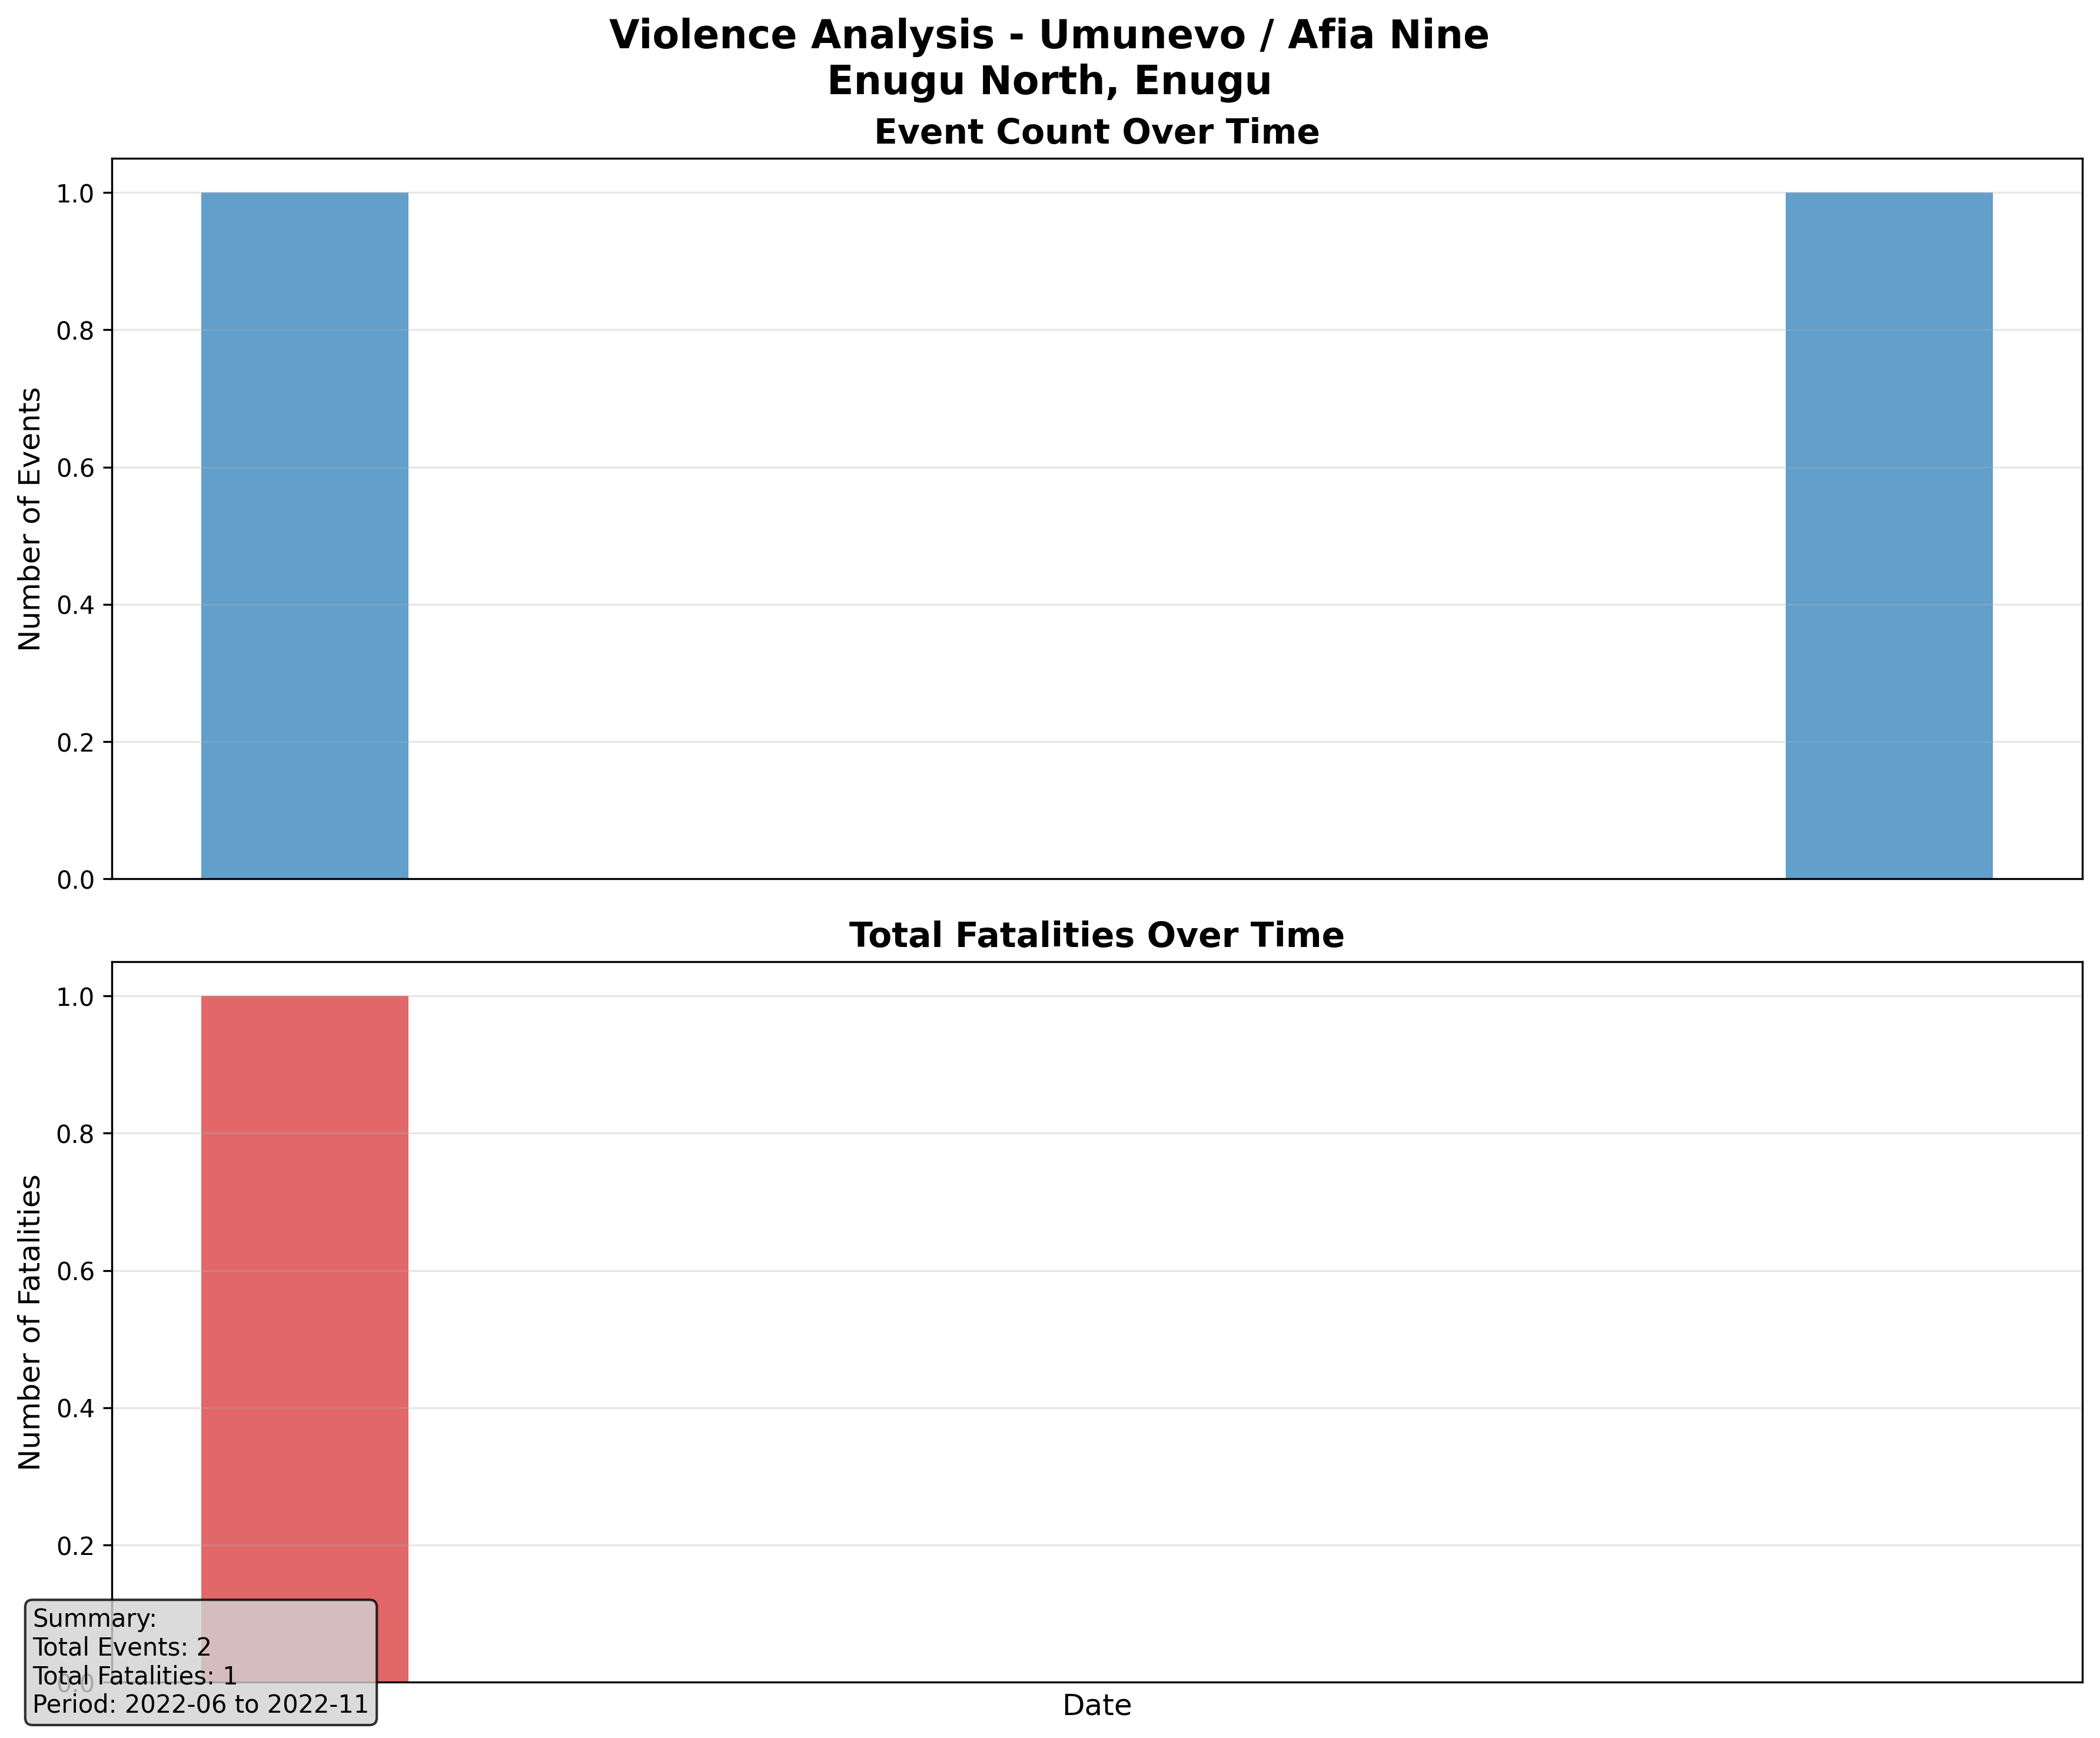 Violence Analysis - Umunevo / Afia Nine
Enugu North, Enugu
Event Count Over Time
1.0
0.8
0.6
0.4
0.2
0.0
Number of Events
Total Fatalities Over Time
1.0
0.8
0.6
0.4
0.2
0.0
Number of Fatalities
Summary:
Total Events: 2
Total Fatalities: 1
Period: 2022-06 to 2022-11
Date